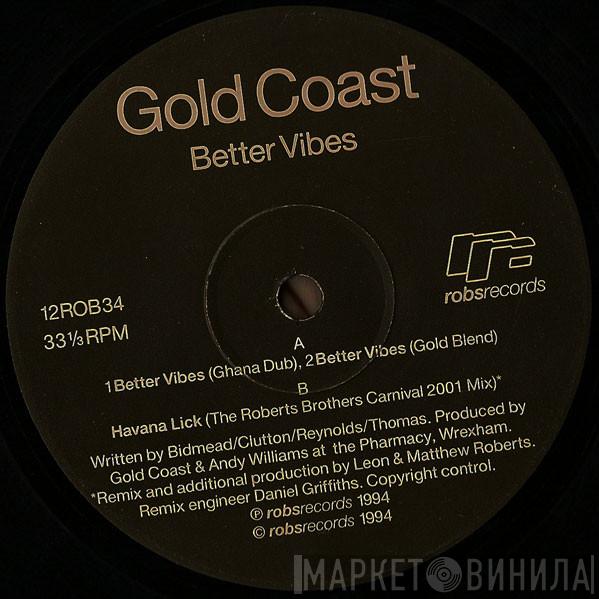 Gold Coast
Better Vibes
robsrecords
12ROB34
33⅓ RPM
A
1 Better Vibes (Ghana Dub), 2 Better Vibes (Gold Blend)
B
Havana Lick (The Roberts Brothers Carnival 2001 Mix)*
Written by Bidmead/Clutton/Reynolds/Thomas. Produced by
Gold Coast & Andy Williams at the Pharmacy, Wrexham.
*Remix and additional production by Leon & Matthew Roberts.
Remix engineer Daniel Griffiths. Copyright control.
℗ robsrecords 1994
© robsrecords 1994
МАРКЕТ ВИНИЛА